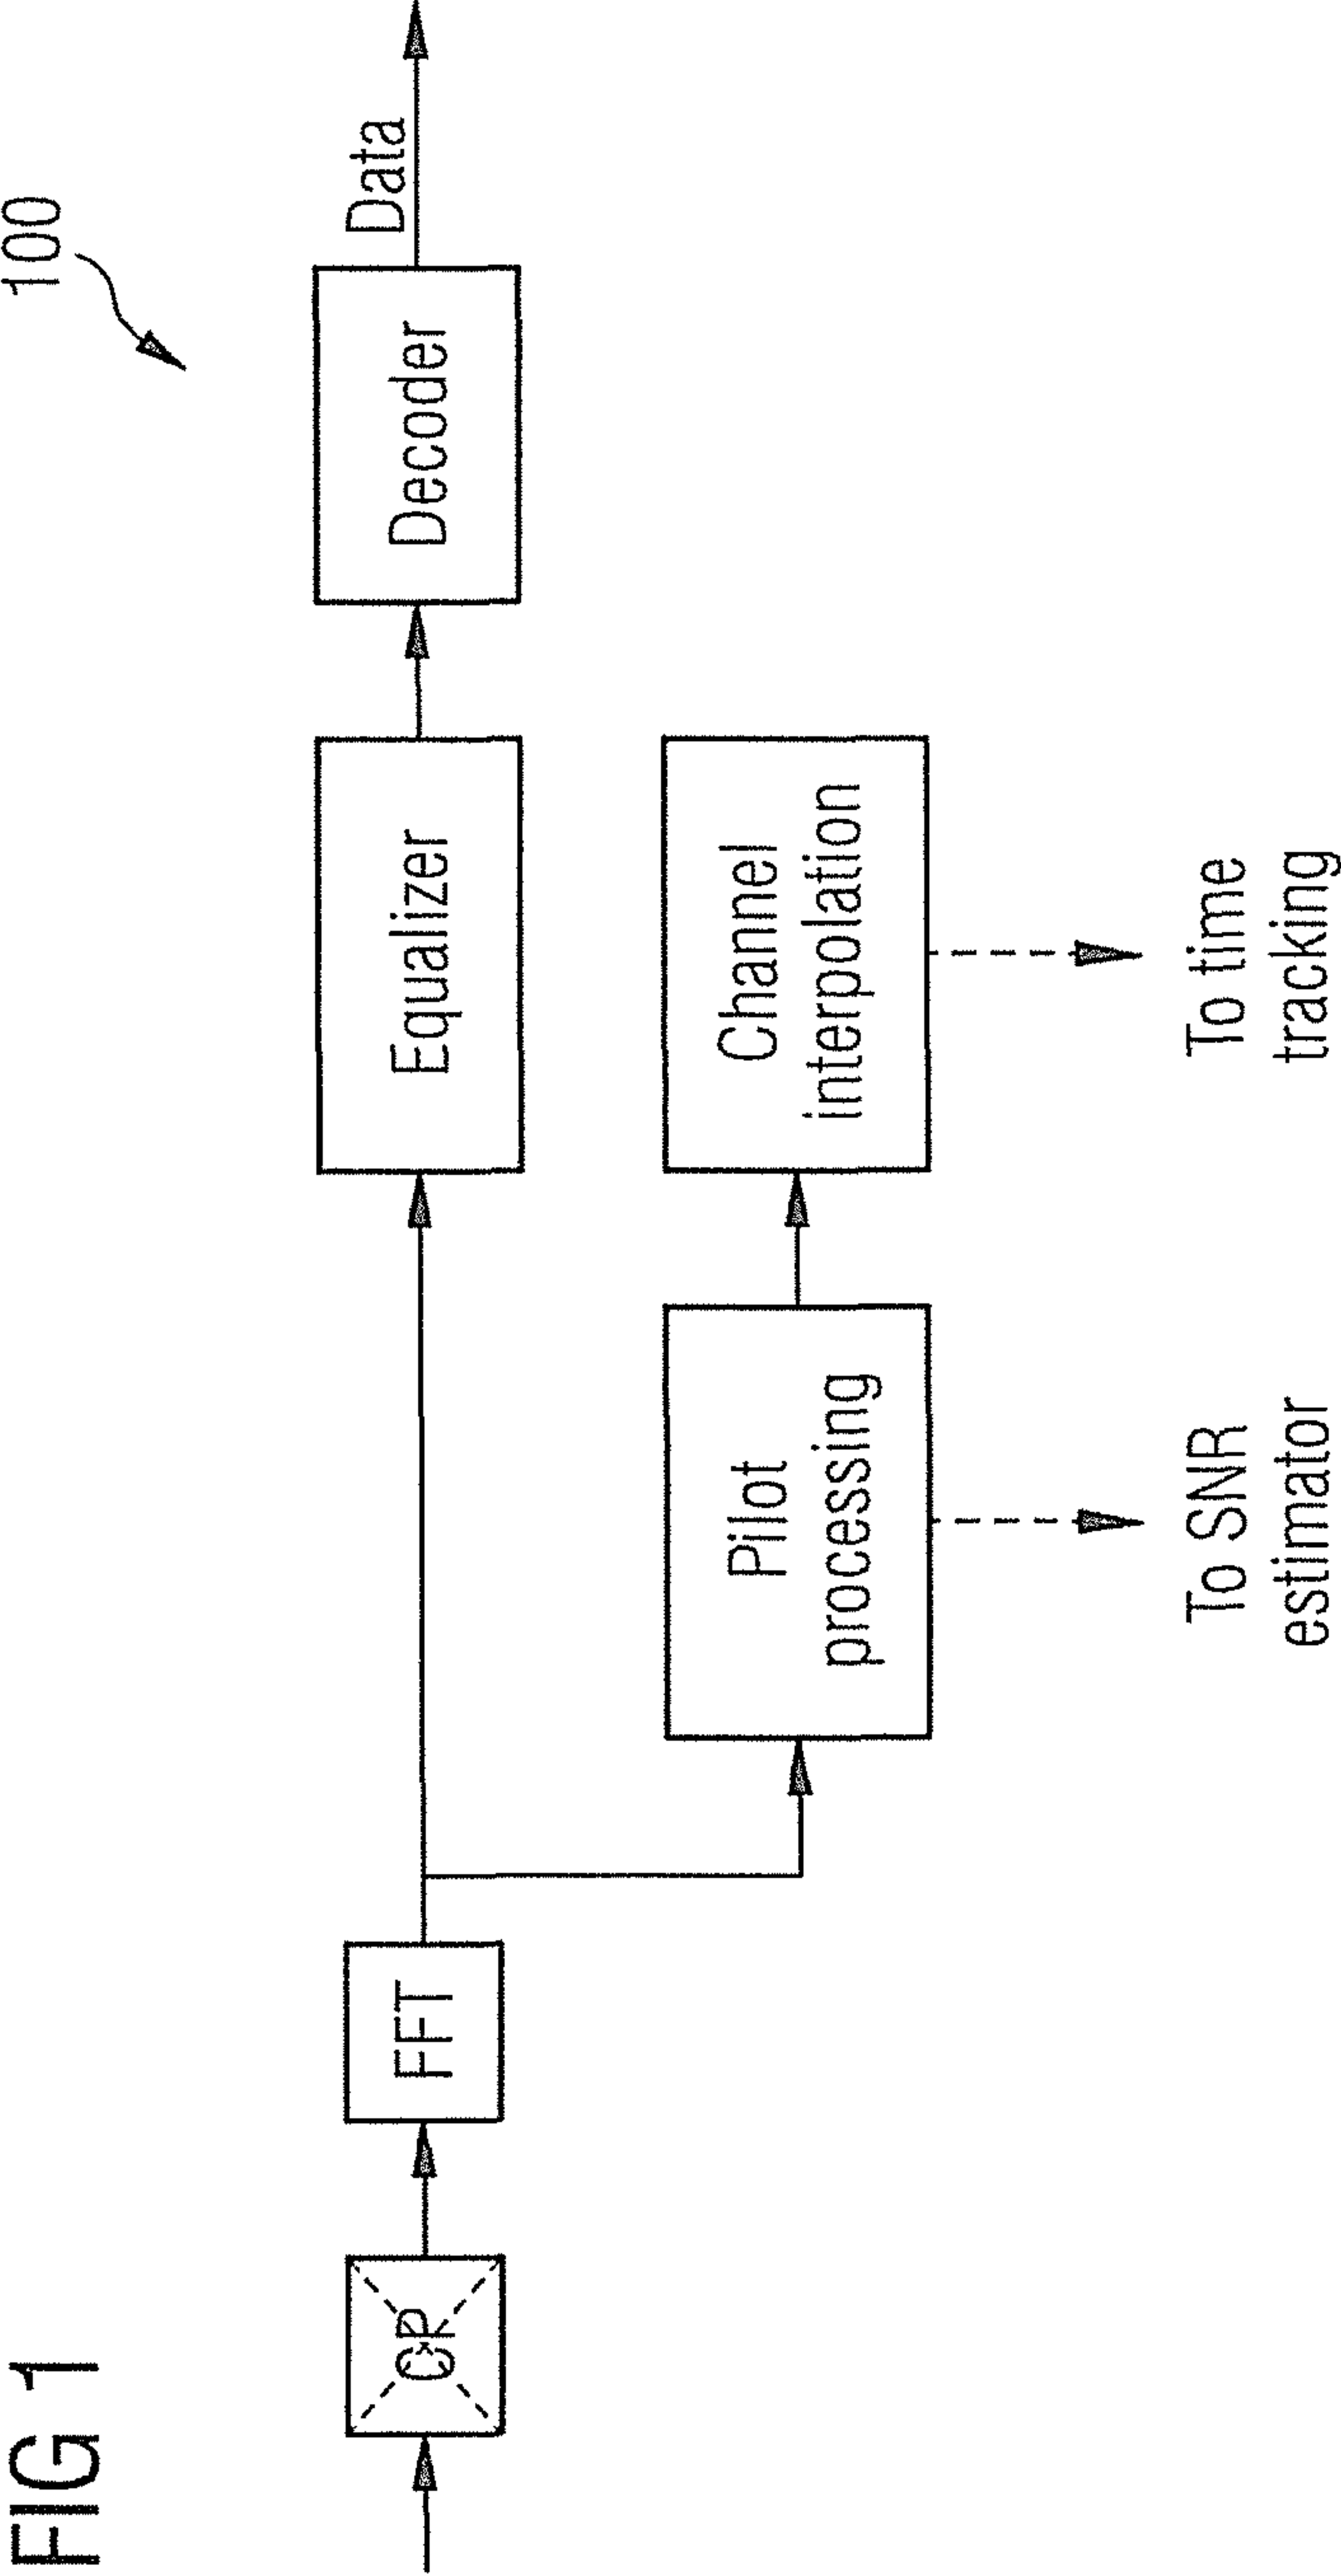 FIG 1
100
CP
FFT
Equalizer
Decoder
Data
Pilot
processing
Channel
interpolation
To SNR
estimator
To time
tracking